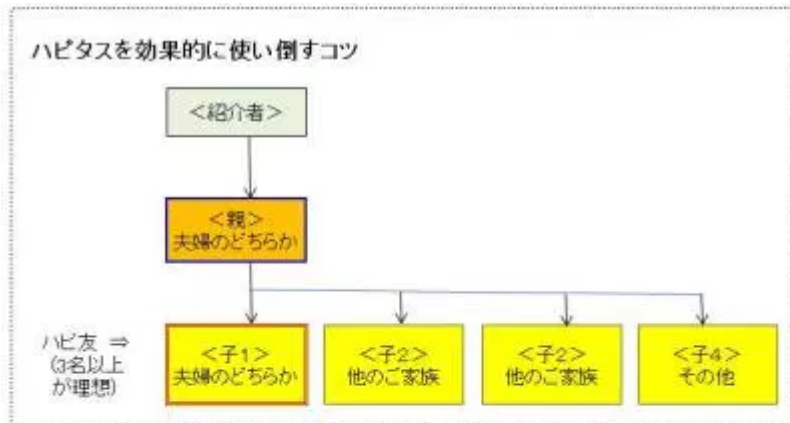 ハピタスを効果的に使い倒すコツ
＜紹介者＞
＜親＞
夫婦のどちらか
ハピ友 ⇒
(3名以上
が理想)
＜子1＞
夫婦のどちらか
＜子2＞
他のご家族
＜子2＞
他のご家族
＜子4＞
その他